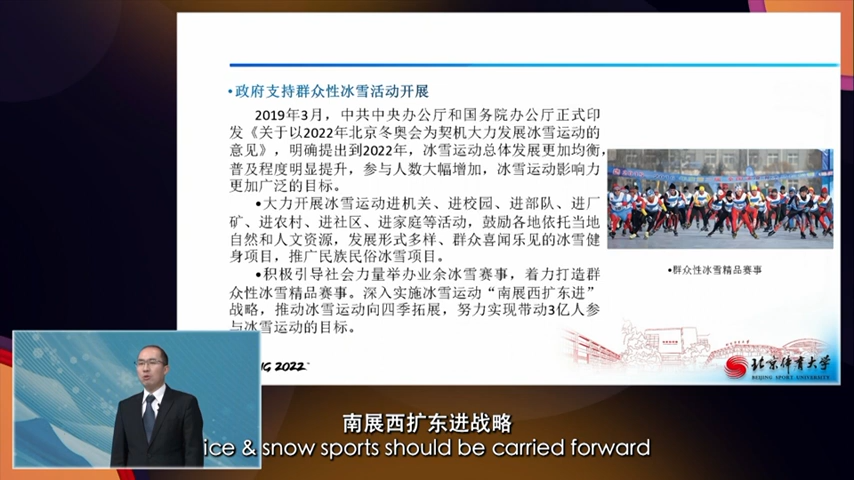 •政府支持群众性冰雪活动开展
2019年3月，中共中央办公厅和国务院办公厅正式印
发《关于以2022年北京冬奥会为契机大力发展冰雪运动的
意见》，明确提出到2022年，冰雪运动总体发展更加均衡，
普及程度明显提升，参与人数大幅增加，冰雪运动影响力
更加广泛的目标。
•大力开展冰雪运动进机关、进校园、进部队、进厂
矿、进农村、进社区、进家庭等活动，鼓励各地依托当地
自然和人文资源，发展形式多样、群众喜闻乐见的冰雪健
身项目，推广民族民俗冰雪项目。
•积极引导社会力量举办业余冰雪赛事，着力打造群
众性冰雪精品赛事。深入实施冰雪运动“南展西扩东进”
战略，推动冰雪运动向四季拓展，努力实现带动3亿人参
与冰雪运动的目标。
•群众性冰雪精品赛事
北京体育大学
BEIJING SPORT UNIVERSITY
NG 2022
南展西扩东进战略
ice & snow sports should be carried forward